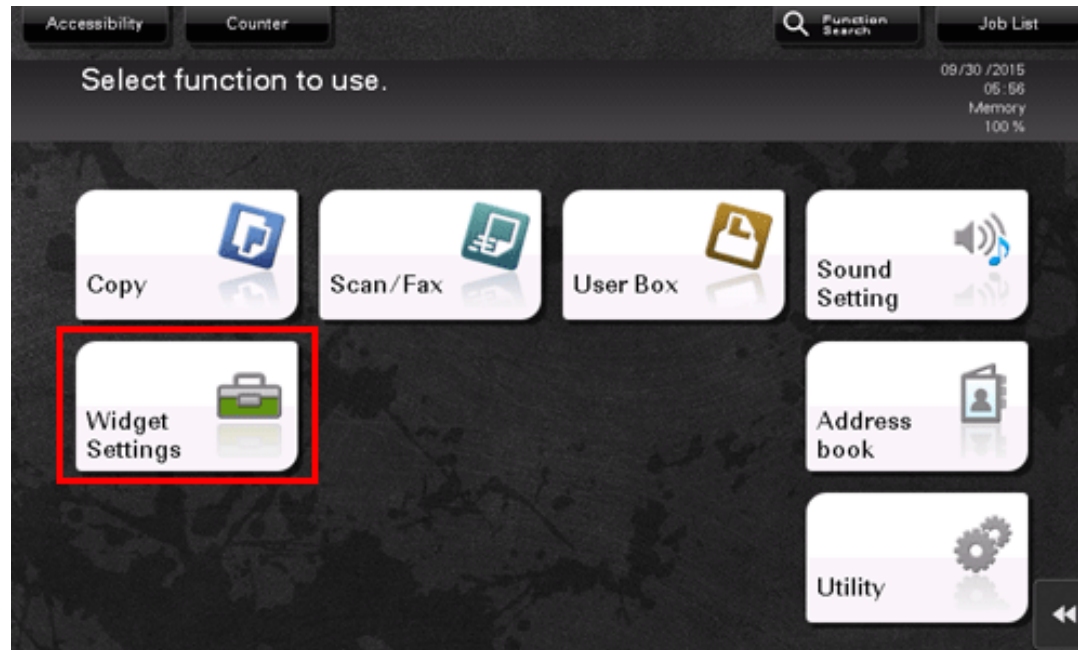 Accessibility
Counter
Function
Search
Job List
Select function to use.
09/30 /2015
05:56
Memory
100 %
Copy
Scan/Fax
User Box
Sound
Setting
Widget
Settings
Address
book
Utility